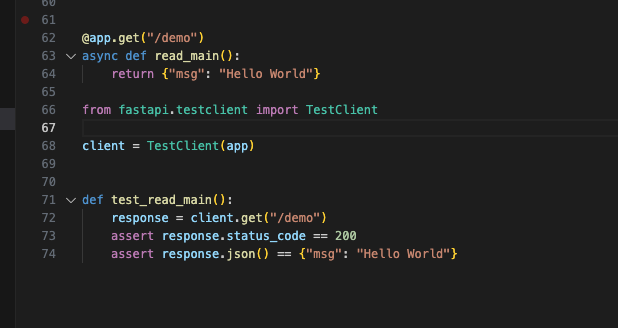 60
61
62 @app.get("/demo")
63 async def read_main():
64     return {"msg": "Hello World"}
65
66 from fastapi.testclient import TestClient
67
68 client = TestClient(app)
69
70
71 def test_read_main():
72     response = client.get("/demo")
73     assert response.status_code == 200
74     assert response.json() == {"msg": "Hello World"}